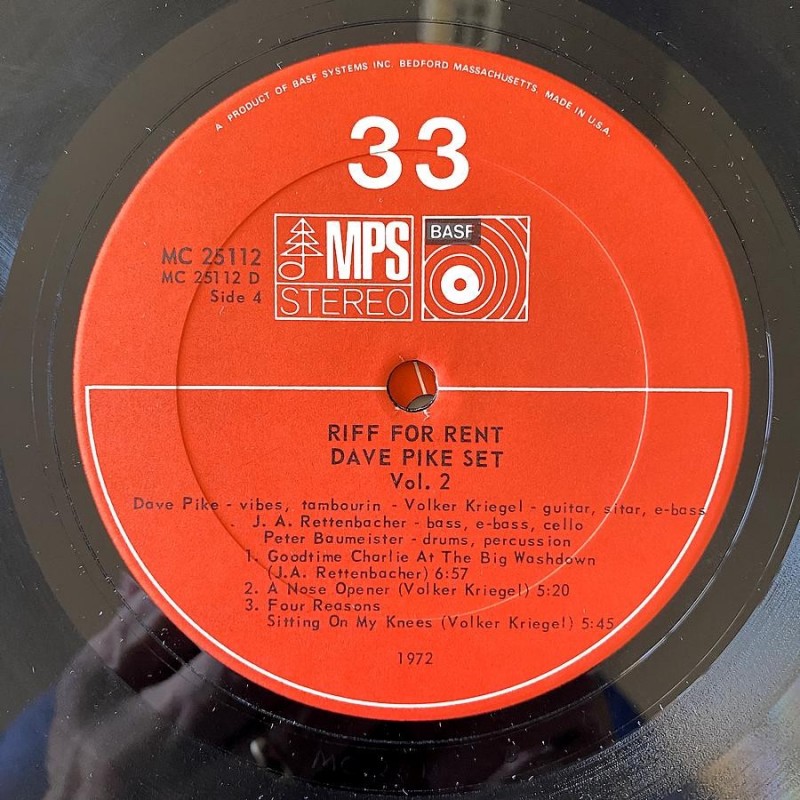 A PRODUCT OF BASF SYSTEMS INC. BEDFORD MASSACHUSETTS. MADE IN U.S.A.
33
MPS
STEREO
BASF
MC 25112
MC 25112 D
Side 4
RIFF FOR RENT
DAVE PIKE SET
Vol. 2
Dave Pike - vibes, tambourin - Volker Kriegel - guitar, sitar, e-bass
J. A. Rettenbacher - bass, e-bass, cello
Peter Baumeister - drums, percussion
1. Goodtime Charlie At The Big Washdown
(J.A. Rettenbacher) 6:57
2. A Nose Opener (Volker Kriegel) 5:20
3. Four Reasons
Sitting On My Knees (Volker Kriegel) 5:45
1972